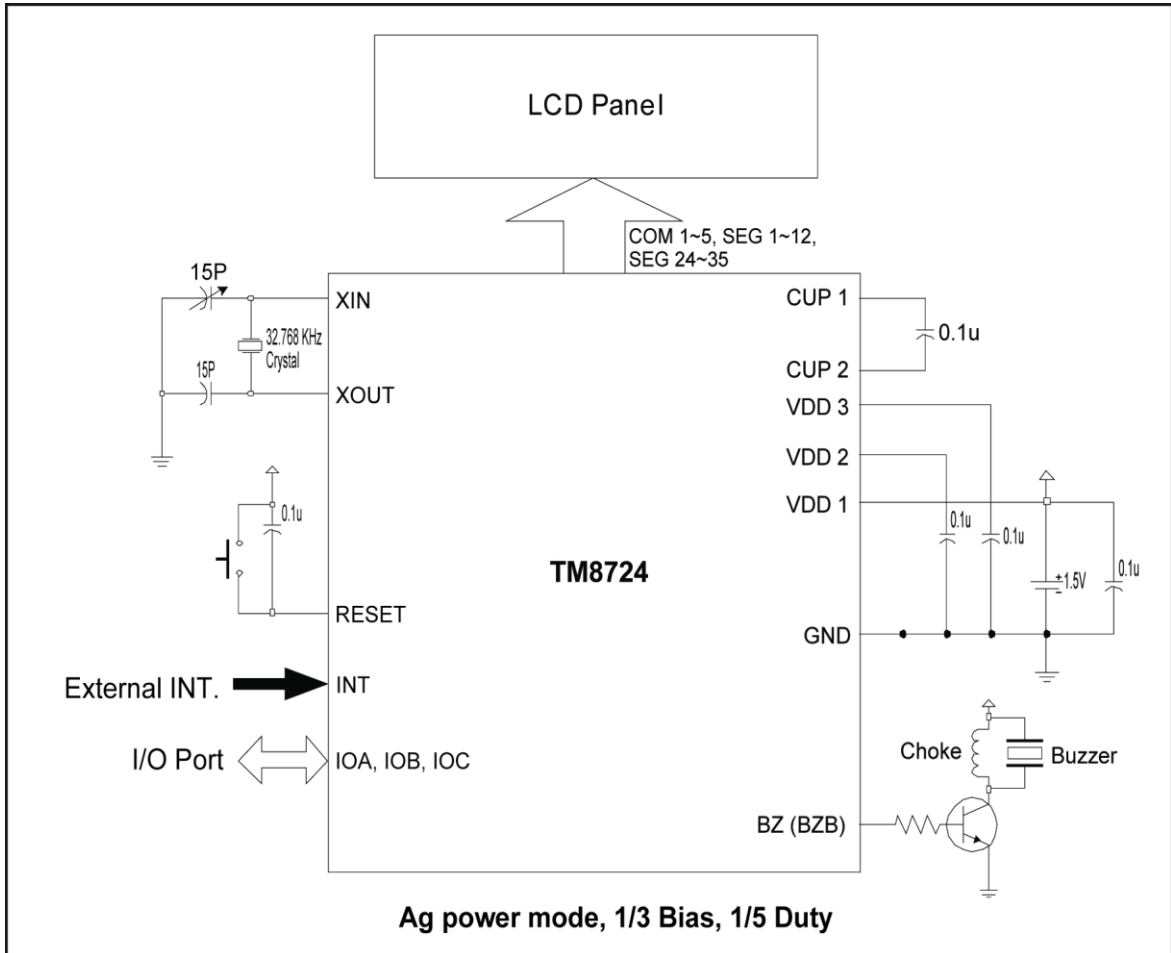 LCD Panel
COM 1~5, SEG 1~12,
SEG 24~35
15P
XIN
CUP 1
32.768 KHz
Crystal
0.1u
15P
CUP 2
XOUT
VDD 3
VDD 2
VDD 1
0.1u
0.1u
0.1u
+ 1.5V
-
0.1u
TM8724
RESET
GND
External INT.
INT
I/O Port
IOA, IOB, IOC
Choke
Buzzer
BZ (BZB)
Ag power mode, 1/3 Bias, 1/5 Duty